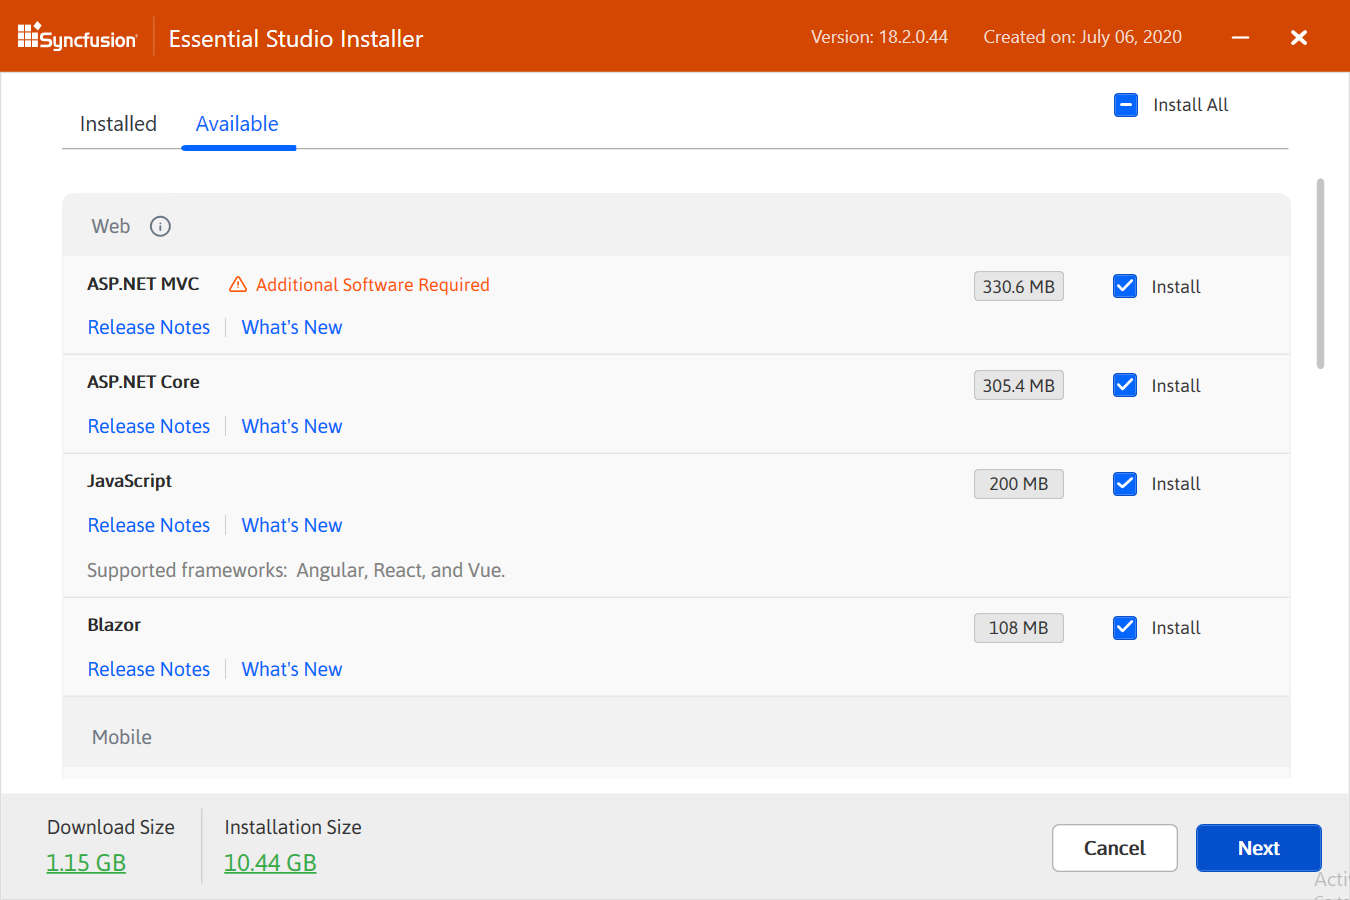 Syncfusion Essential Studio Installer Version: 18.2.0.44 Created on: July 06, 2020
Installed Available Install All
Web
ASP.NET MVC Additional Software Required 330.6 MB Install
Release Notes What's New
ASP.NET Core 305.4 MB Install
Release Notes What's New
JavaScript 200 MB Install
Release Notes What's New
Supported frameworks: Angular, React, and Vue.
Blazor 108 MB Install
Release Notes What's New
Mobile
Download Size Installation Size
1.15 GB 10.44 GB
Cancel Next
Acti